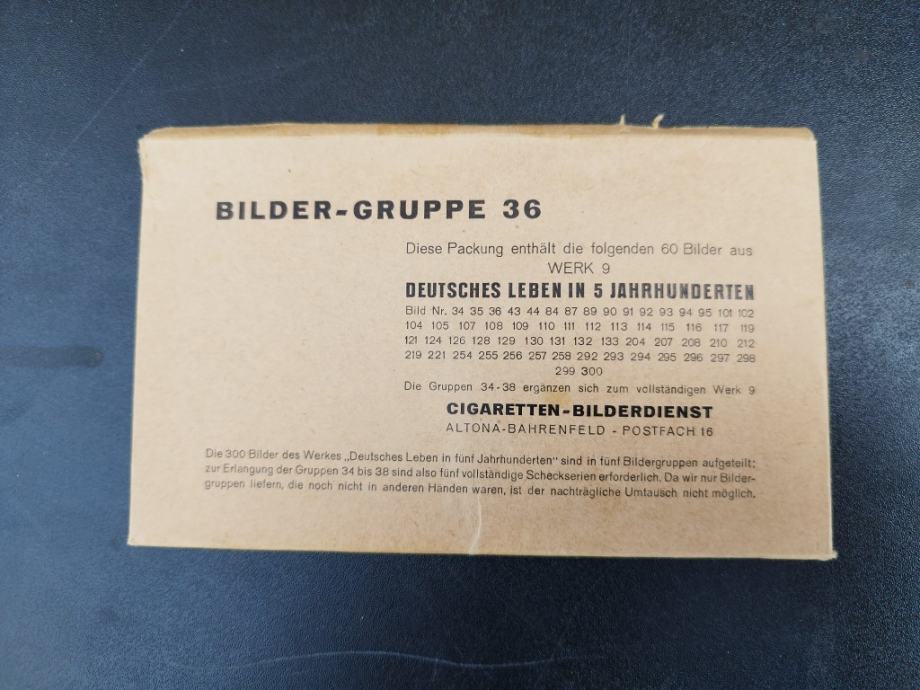 BILDER-GRUPPE 36
Diese Packung enthält die folgenden 60 Bilder aus
WERK 9
DEUTSCHES LEBEN IN 5 JAHRHUNDERTEN
Bild Nr. 34 35 36 43 44 84 87 89 90 91 92 93 94 95 101 102
104 105 107 108 109 110 111 112 113 114 115 116 117 119
121 124 126 128 129 130 131 132 133 204 207 208 210 212
219 221 254 255 256 257 258 292 293 294 295 296 297 298
299 300
Die Gruppen 34-38 ergänzen sich zum vollständigen Werk 9
CIGARETTEN-BILDERDIENST
ALTONA-BAHRENFELD - POSTFACH 16
Die 300 Bilder des Werkes „Deutsches Leben in fünf Jahrhunderten" sind in fünf Bildergruppen aufgeteilt;
zur Erlangung der Gruppen 34 bis 38 sind also fünf vollständige Scheckserien erforderlich. Da wir nur Bilder-
gruppen liefern, die noch nicht in anderen Händen waren, ist der nachträgliche Umtausch nicht möglich.